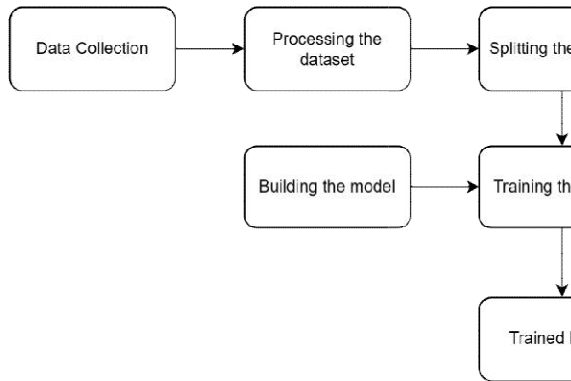 Data Collection
Processing the
dataset
Splitting the
Building the model
Training th
Trained